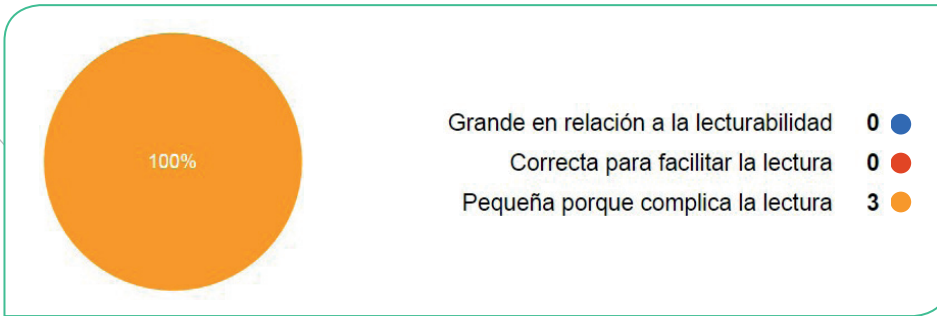 100%
Grande en relación a la lecturabilidad 0
Correcta para facilitar la lectura 0
Pequeña porque complica la lectura 3